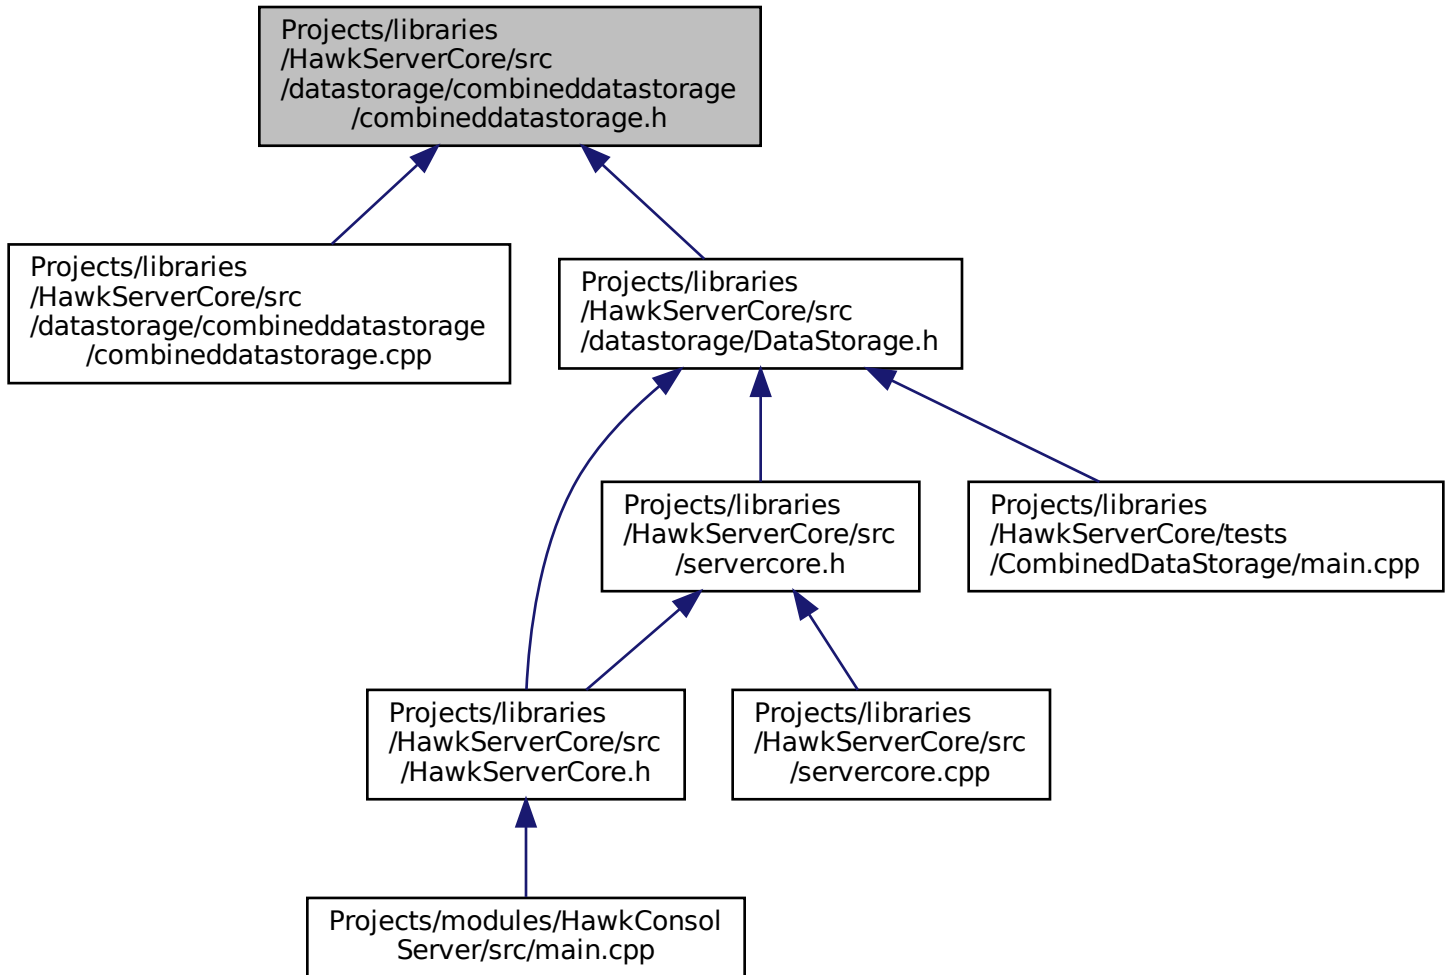 Projects/libraries
/HawkServerCore/src
/datastorage/combineddatastorage
/combineddatastorage.h
Projects/libraries
/HawkServerCore/src
/datastorage/combineddatastorage
/combineddatastorage.cpp
Projects/libraries
/HawkServerCore/src
/datastorage/DataStorage.h
Projects/libraries
/HawkServerCore/src
/servercore.h
Projects/libraries
/HawkServerCore/tests
/CombinedDataStorage/main.cpp
Projects/libraries
/HawkServerCore/src
/HawkServerCore.h
Projects/libraries
/HawkServerCore/src
/servercore.cpp
Projects/modules/HawkConsol
Server/src/main.cpp